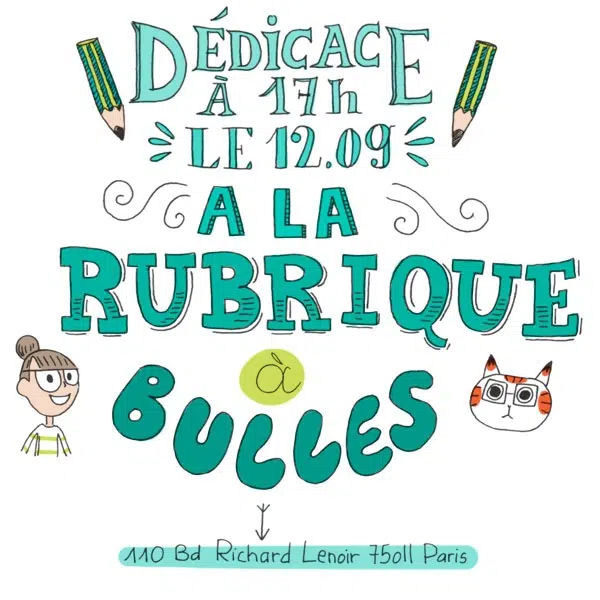 DÉDICACE
À 17h
LE 12.09
A LA
RUBRIQUE
à
BULLES
110 Bd Richard Lenoir 75011 Paris